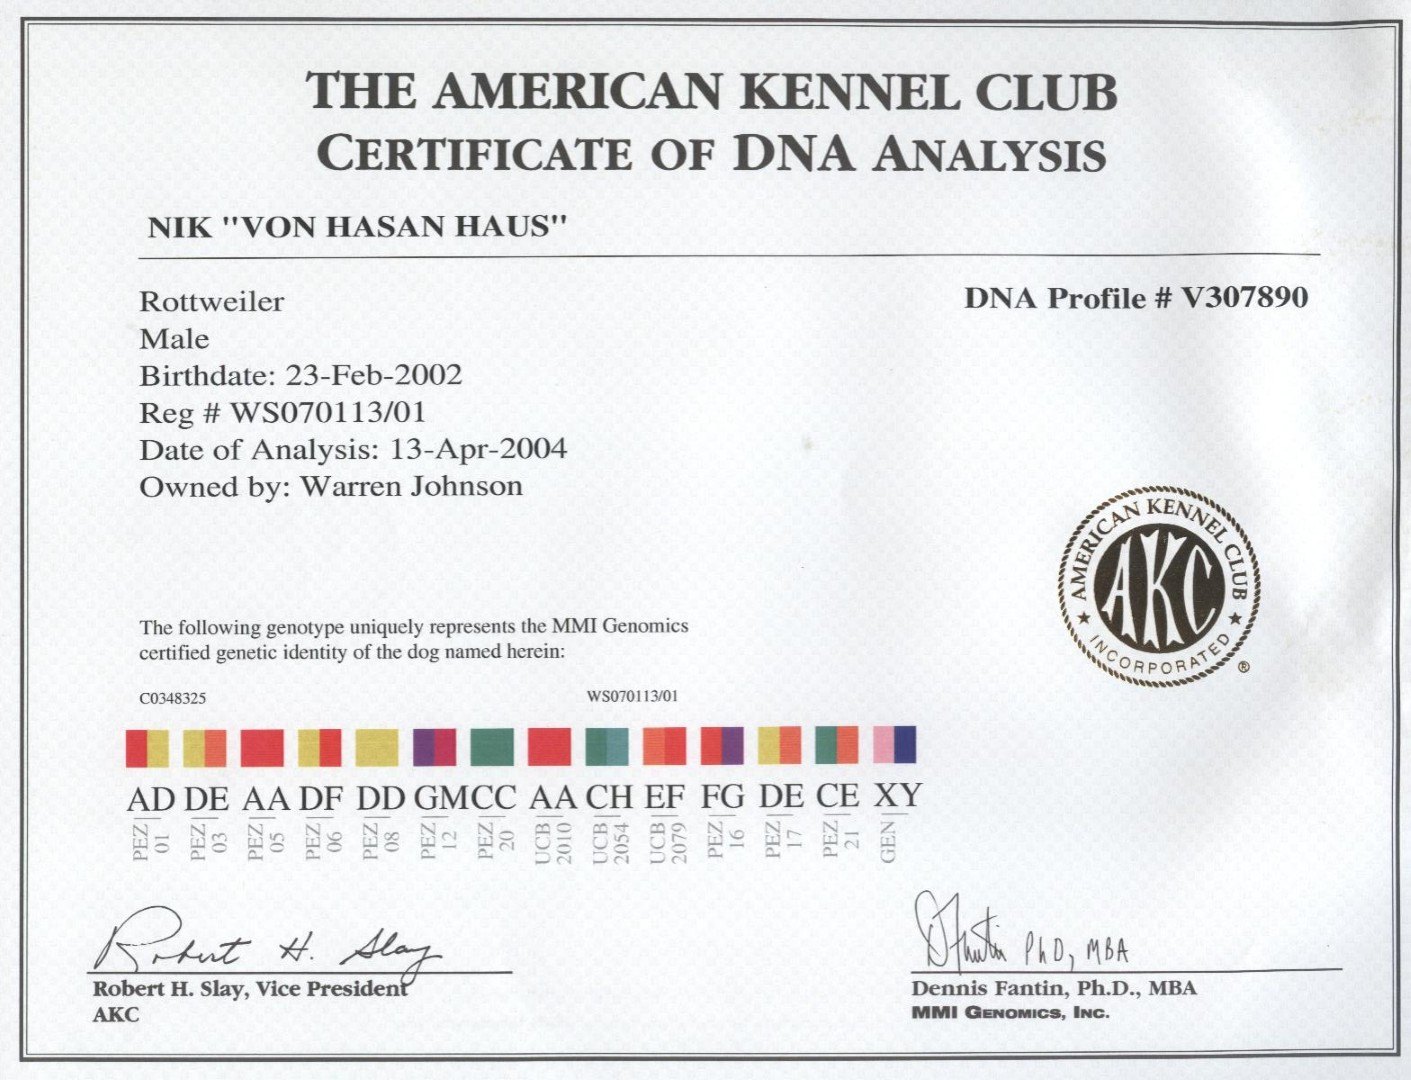 THE AMERICAN KENNEL CLUB
CERTIFICATE OF DNA ANALYSIS
NIK "VON HASAN HAUS"
Rottweiler
DNA Profile # V307890
Male
Birthdate: 23-Feb-2002
Reg # WS070113/01
Date of Analysis: 13-Apr-2004
Owned by: Warren Johnson
AMERICAN KENNEL CLUB
AKC
INCORPORATED
®
The following genotype uniquely represents the MMI Genomics
certified genetic identity of the dog named herein:
C0348325 WS070113/01
AD DE AA DF DD GM CC AA CH EF FG DE CE XY
PEZ 01 PEZ 03 PEZ 05 PEZ 06 PEZ 08 PEZ 12 PEZ 20 UCB 2010 UCB 2054 UCB 2079 PEZ 16 PEZ 17 PEZ 21 GEN
Robert H. Slay
DFantin PhD, MBA
Robert H. Slay, Vice President
AKC
Dennis Fantin, Ph.D., MBA
MMI GENOMICS, INC.